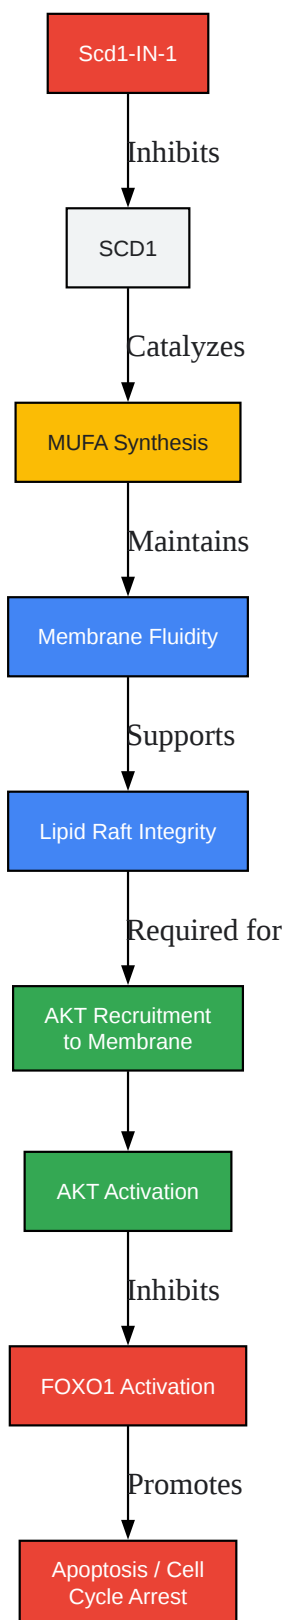 Scd1-IN-1
Inhibits
SCD1
Catalyzes
MUFA Synthesis
Maintains
Membrane Fluidity
Supports
Lipid Raft Integrity
Required for
AKT Recruitment
to Membrane
AKT Activation
Inhibits
FOXO1 Activation
Promotes
Apoptosis / Cell
Cycle Arrest